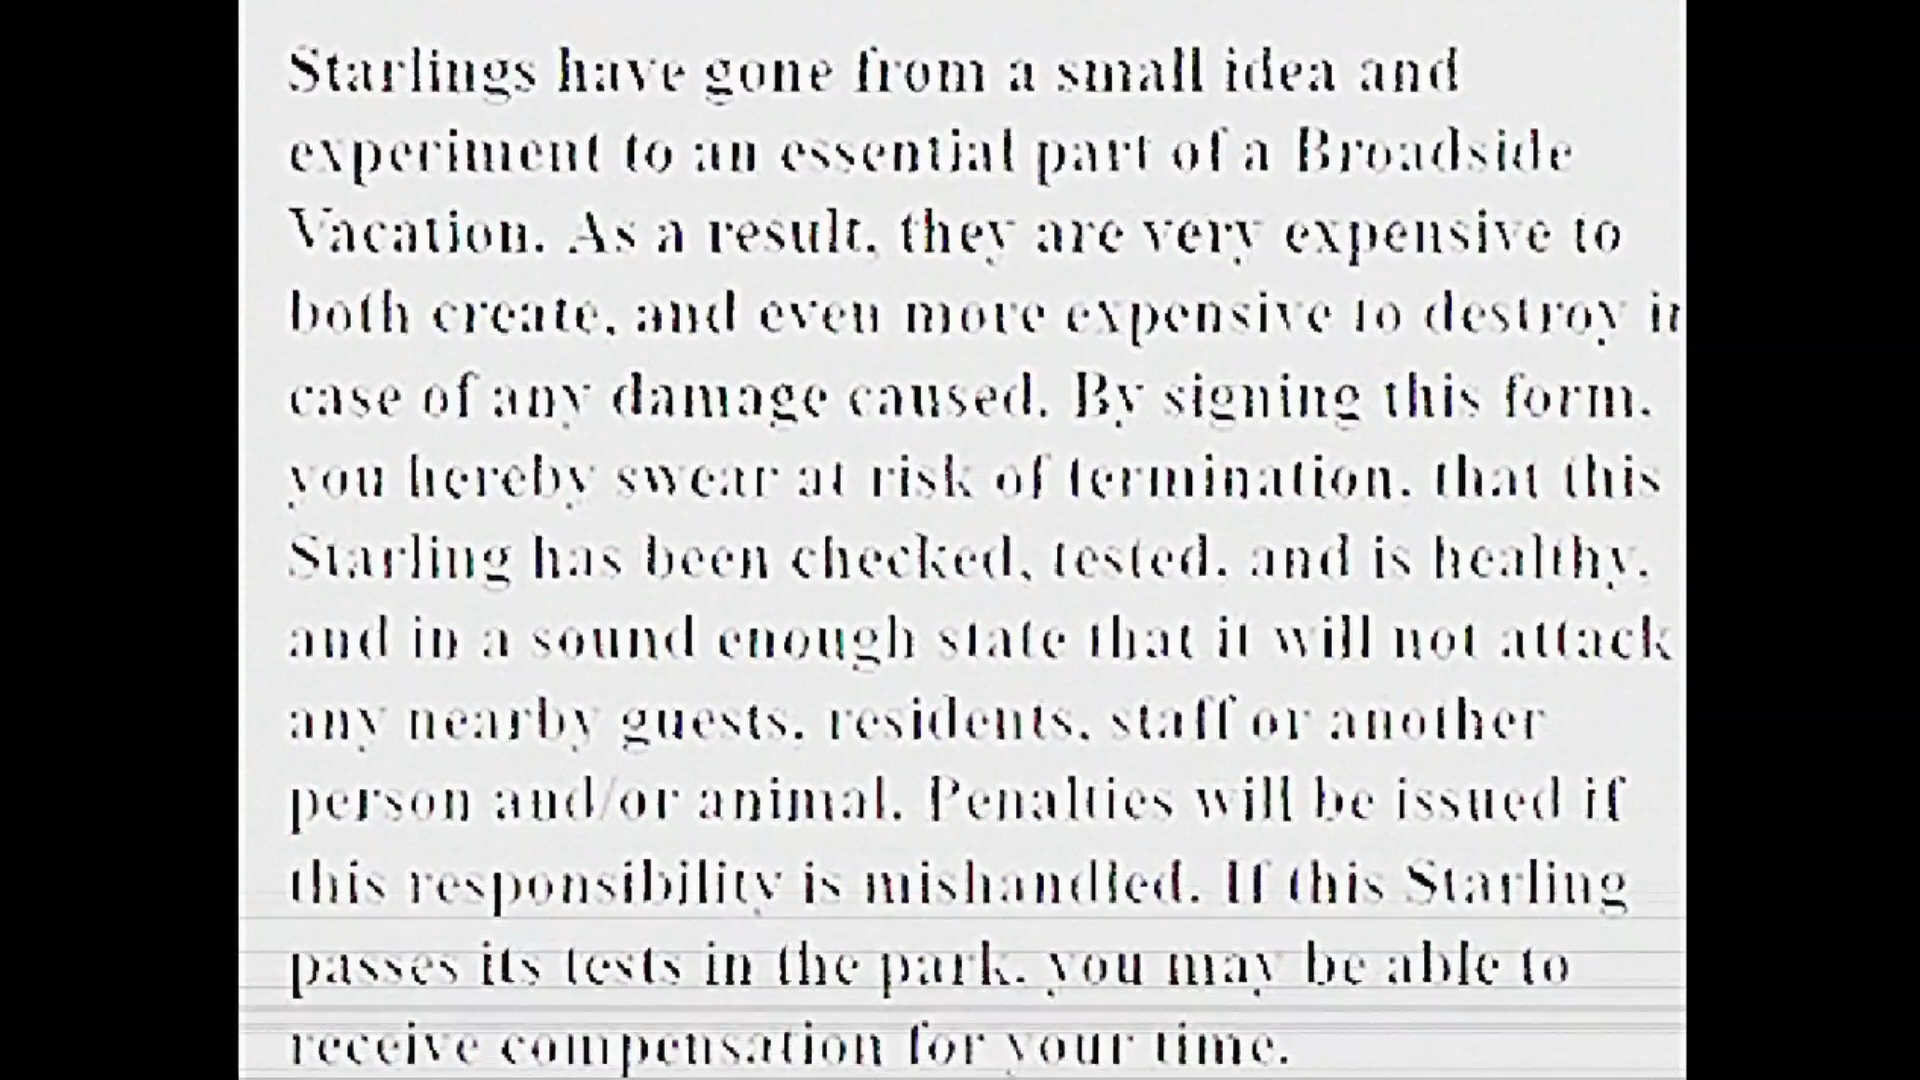 Starlings have gone from a small idea and
experiment to an essential part of a Broadside
Vacation. As a result, they are very expensive to
both create, and even more expensive to destroy in
case of any damage caused. By signing this form,
you hereby swear at risk of termination, that this
Starling has been checked, tested, and is healthy,
and in a sound enough state that it will not attack
any nearby guests, residents, staff or another
person and/or animal. Penalties will be issued if
this responsibility is mishandled. If this Starling
passes its tests in the park, you may be able to
receive compensation for your time.